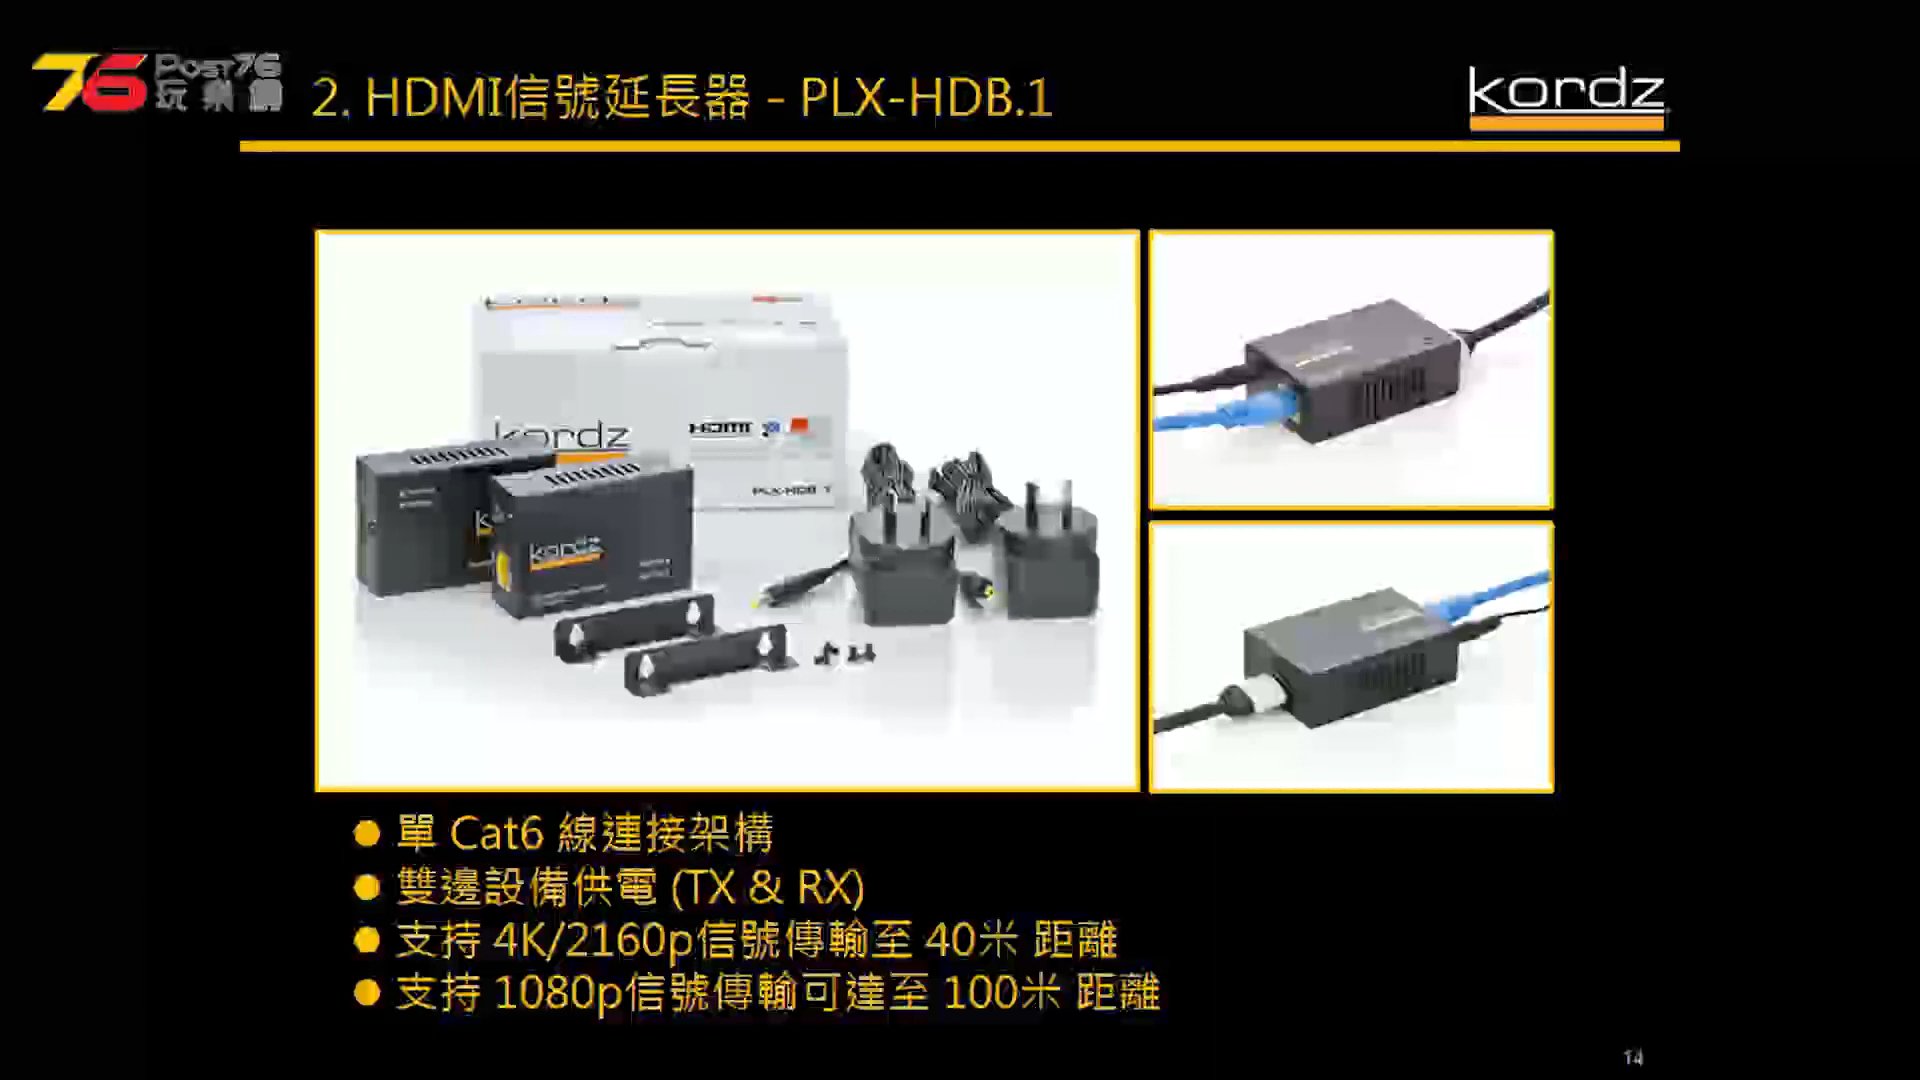 76 Post76
玩樂網
2. HDMI信號延長器 - PLX-HDB.1
kordz
kordz
HDMI
PLX-HDB.1
kordz
● 單 Cat6 線連接架構
● 雙邊設備供電 (TX & RX)
● 支持 4K/2160p信號傳輸至 40米 距離
● 支持 1080p信號傳輸可達至 100米 距離
14